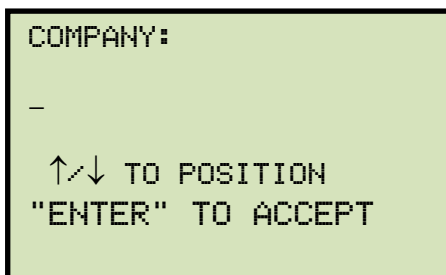 COMPANY:
_
↑/↓ TO POSITION
"ENTER" TO ACCEPT